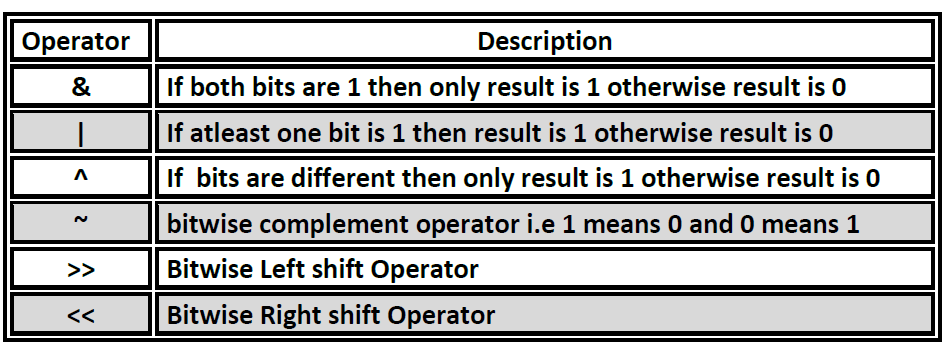 Operator Description
& If both bits are 1 then only result is 1 otherwise result is 0
| If atleast one bit is 1 then result is 1 otherwise result is 0
^ If bits are different then only result is 1 otherwise result is 0
~ bitwise complement operator i.e 1 means 0 and 0 means 1
>> Bitwise Left shift Operator
<< Bitwise Right shift Operator